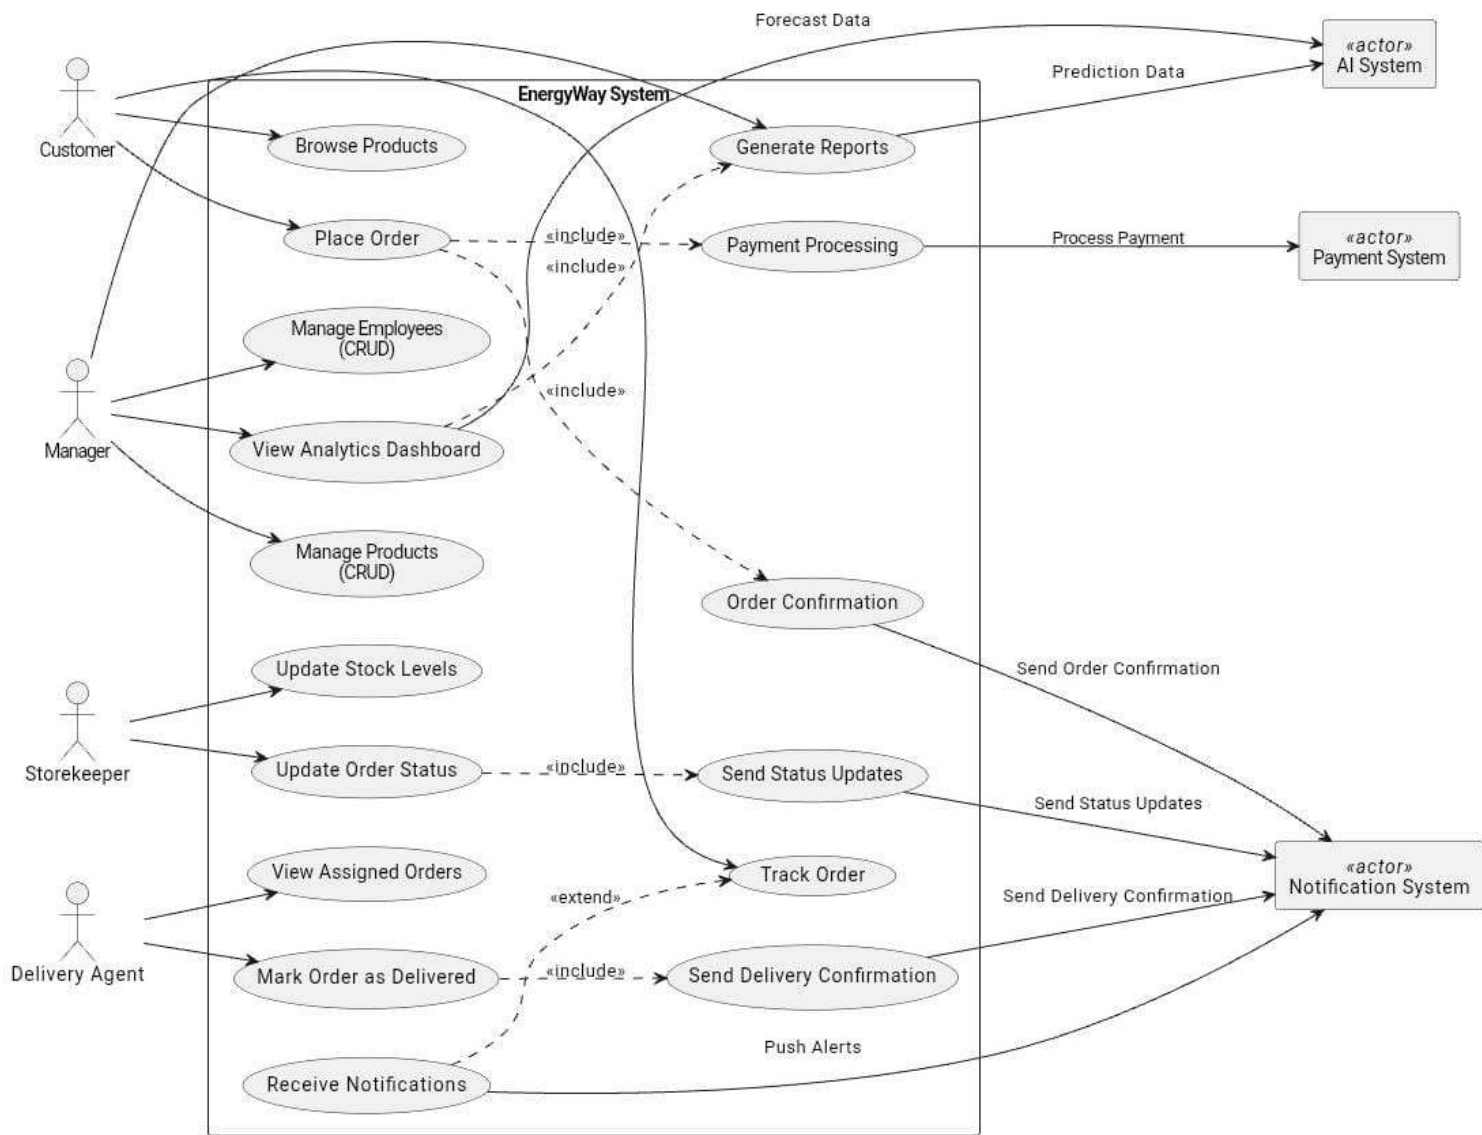 Forecast Data
«actor»
AI System
Prediction Data
EnergyWay System
Customer
Browse Products
Generate Reports
Place Order
«include»
Payment Processing
Process Payment
«actor»
Payment System
«include»
Manage Employees
(CRUD)
«include»
Manager
View Analytics Dashboard
Manage Products
(CRUD)
Order Confirmation
Update Stock Levels
Send Order Confirmation
Storekeeper
Update Order Status
«include»
Send Status Updates
Send Status Updates
View Assigned Orders
Track Order
«actor»
Notification System
«extend»
Send Delivery Confirmation
Delivery Agent
Mark Order as Delivered
«include»
Send Delivery Confirmation
Push Alerts
Receive Notifications